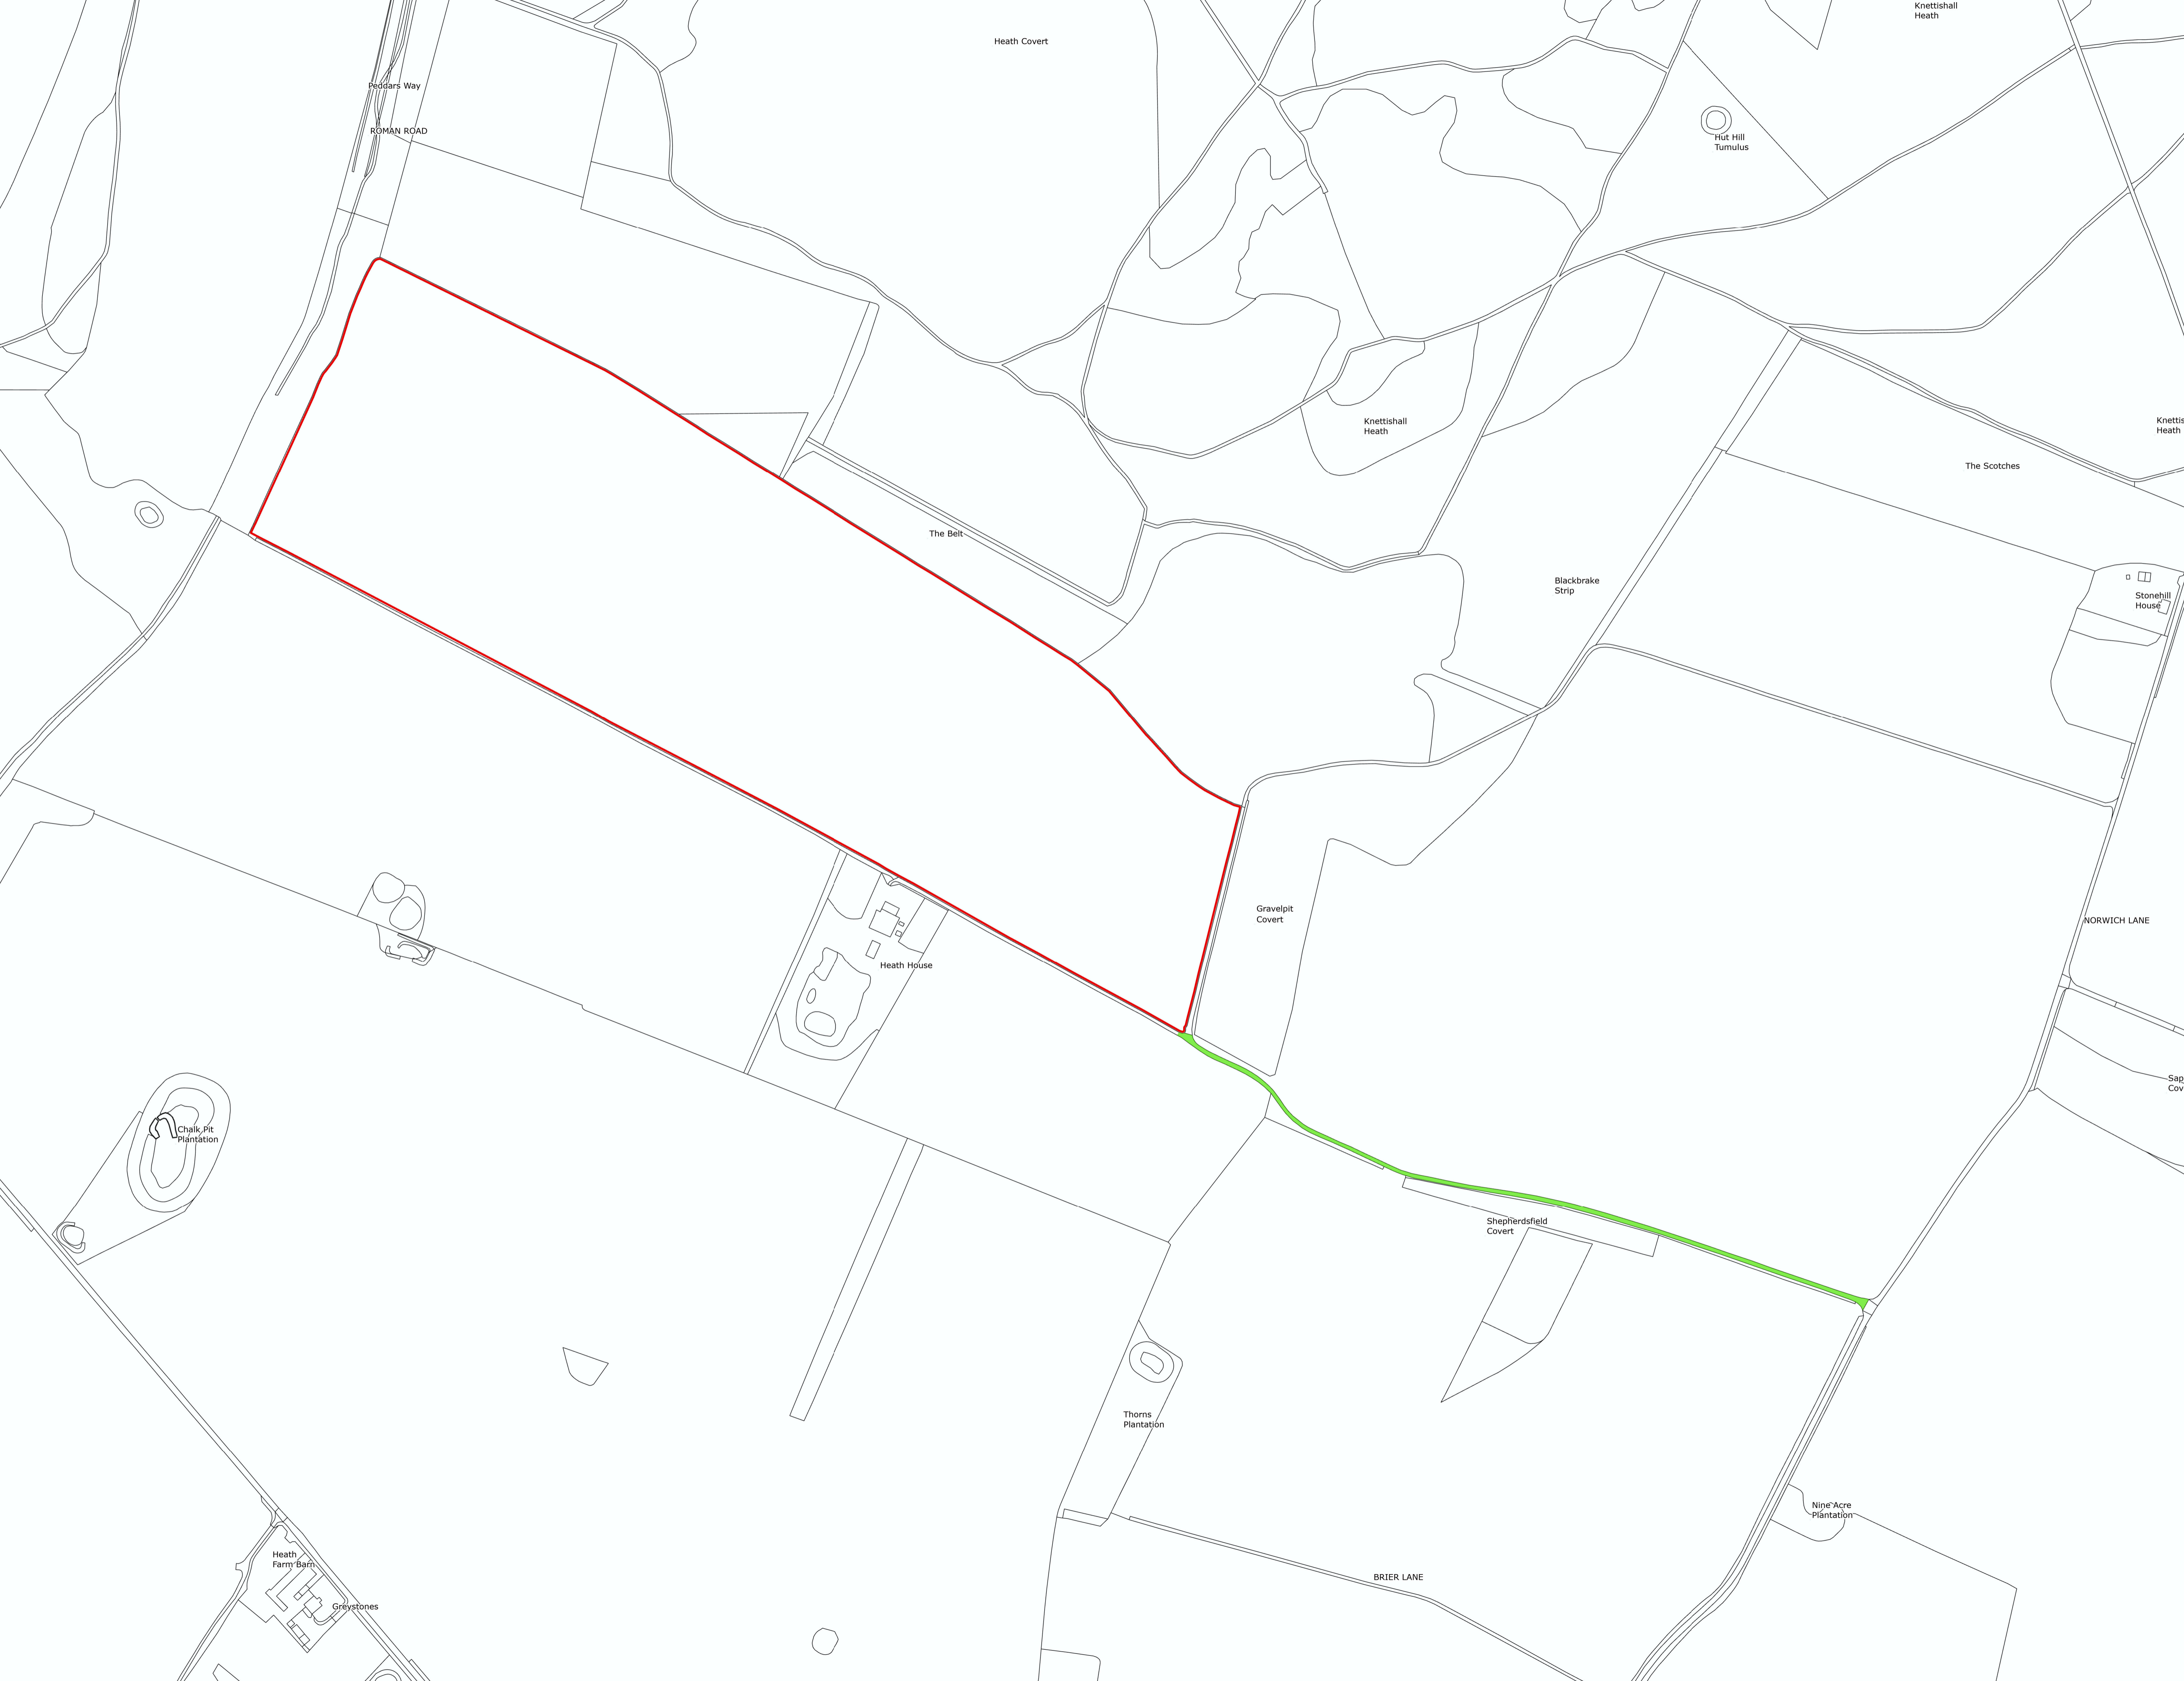 Knettishall
Heath
Heath Covert
Peddars Way
ROMAN ROAD
Hut Hill
Tumulus
Knettishall
Heath
Knettis
Heath
The Scotches
The Belt
Blackbrake
Strip
Stonehill
House
Gravelpit
Covert
NORWICH LANE
Heath House
Sap
Cov
Chalk Pit
Plantation
Shepherdsfield
Covert
Thorns
Plantation
Nine Acre
Plantation
Heath
Farm Barn
BRIER LANE
Greystones